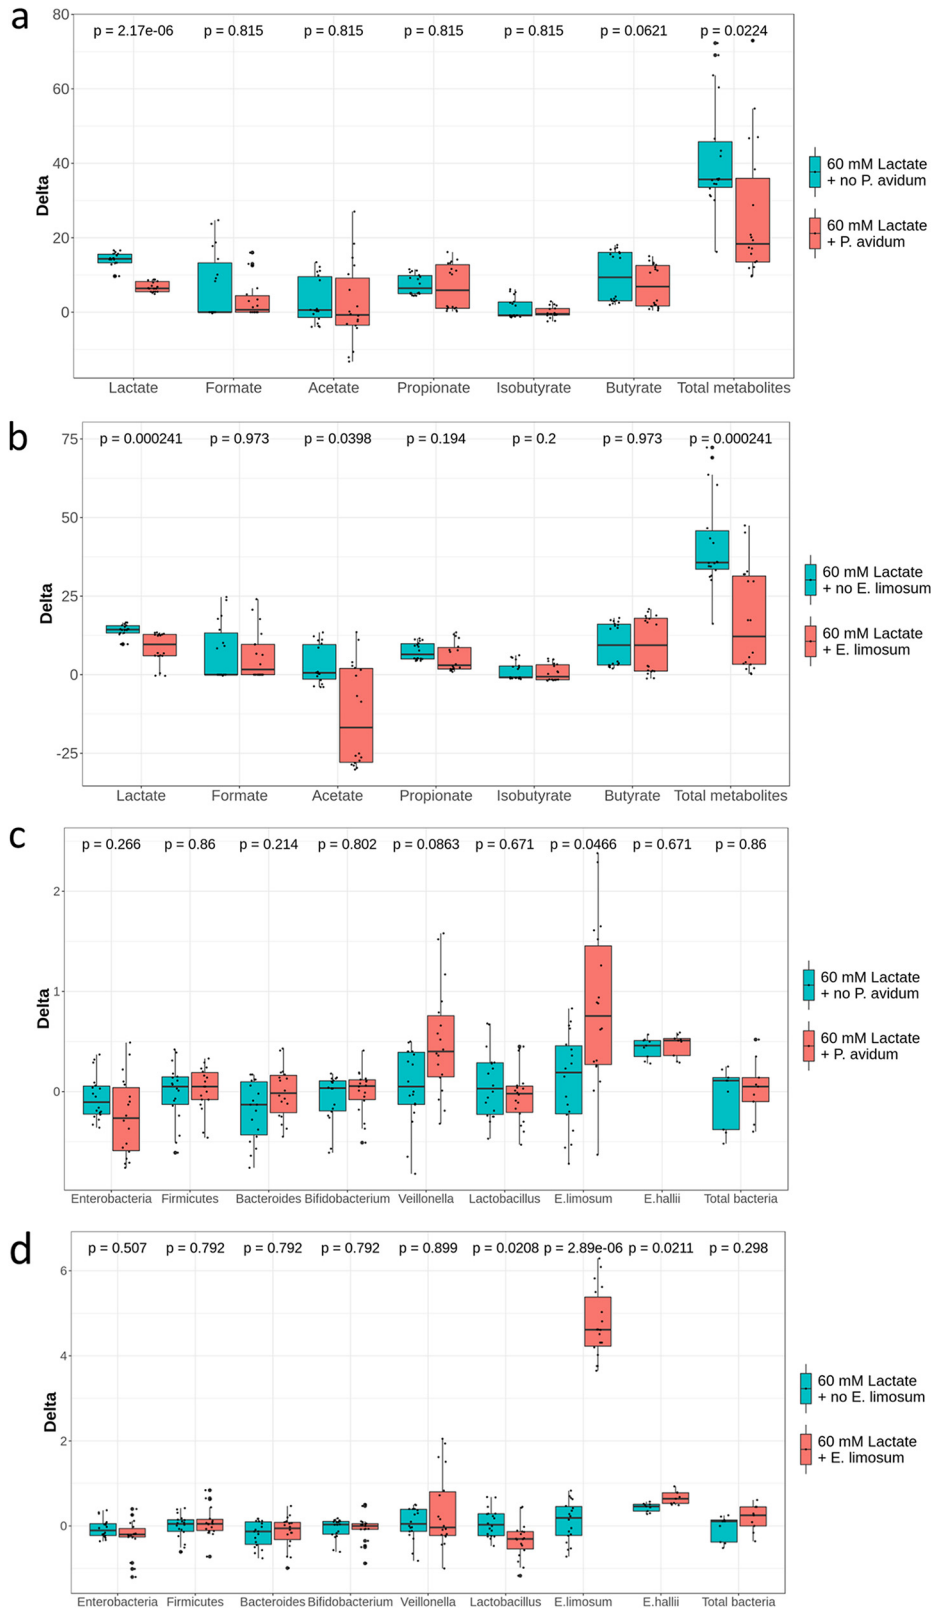 a
80
60
40
20
0
Delta
p = 2.17e-06 p = 0.815 p = 0.815 p = 0.815 p = 0.815 p = 0.0621 p = 0.0224
Lactate Formate Acetate Propionate Isobutyrate Butyrate Total metabolites
60 mM Lactate
+ no P. avidum
60 mM Lactate
+ P. avidum
b
75
50
25
0
-25
Delta
p = 0.000241 p = 0.973 p = 0.0398 p = 0.194 p = 0.2 p = 0.973 p = 0.000241
Lactate Formate Acetate Propionate Isobutyrate Butyrate Total metabolites
60 mM Lactate
+ no E. limosum
60 mM Lactate
+ E. limosum
c
2
1
0
Delta
p = 0.266 p = 0.86 p = 0.214 p = 0.802 p = 0.0863 p = 0.671 p = 0.0466 p = 0.671 p = 0.86
Enterobacteria Firmicutes Bacteroides Bifidobacterium Veillonella Lactobacillus E.limosum E.hallii Total bacteria
60 mM Lactate
+ no P. avidum
60 mM Lactate
+ P. avidum
d
6
4
2
0
Delta
p = 0.507 p = 0.792 p = 0.792 p = 0.792 p = 0.899 p = 0.0208 p = 2.89e-06 p = 0.0211 p = 0.298
Enterobacteria Firmicutes Bacteroides Bifidobacterium Veillonella Lactobacillus E.limosum E.hallii Total bacteria
60 mM Lactate
+ no E. limosum
60 mM Lactate
+ E. limosum